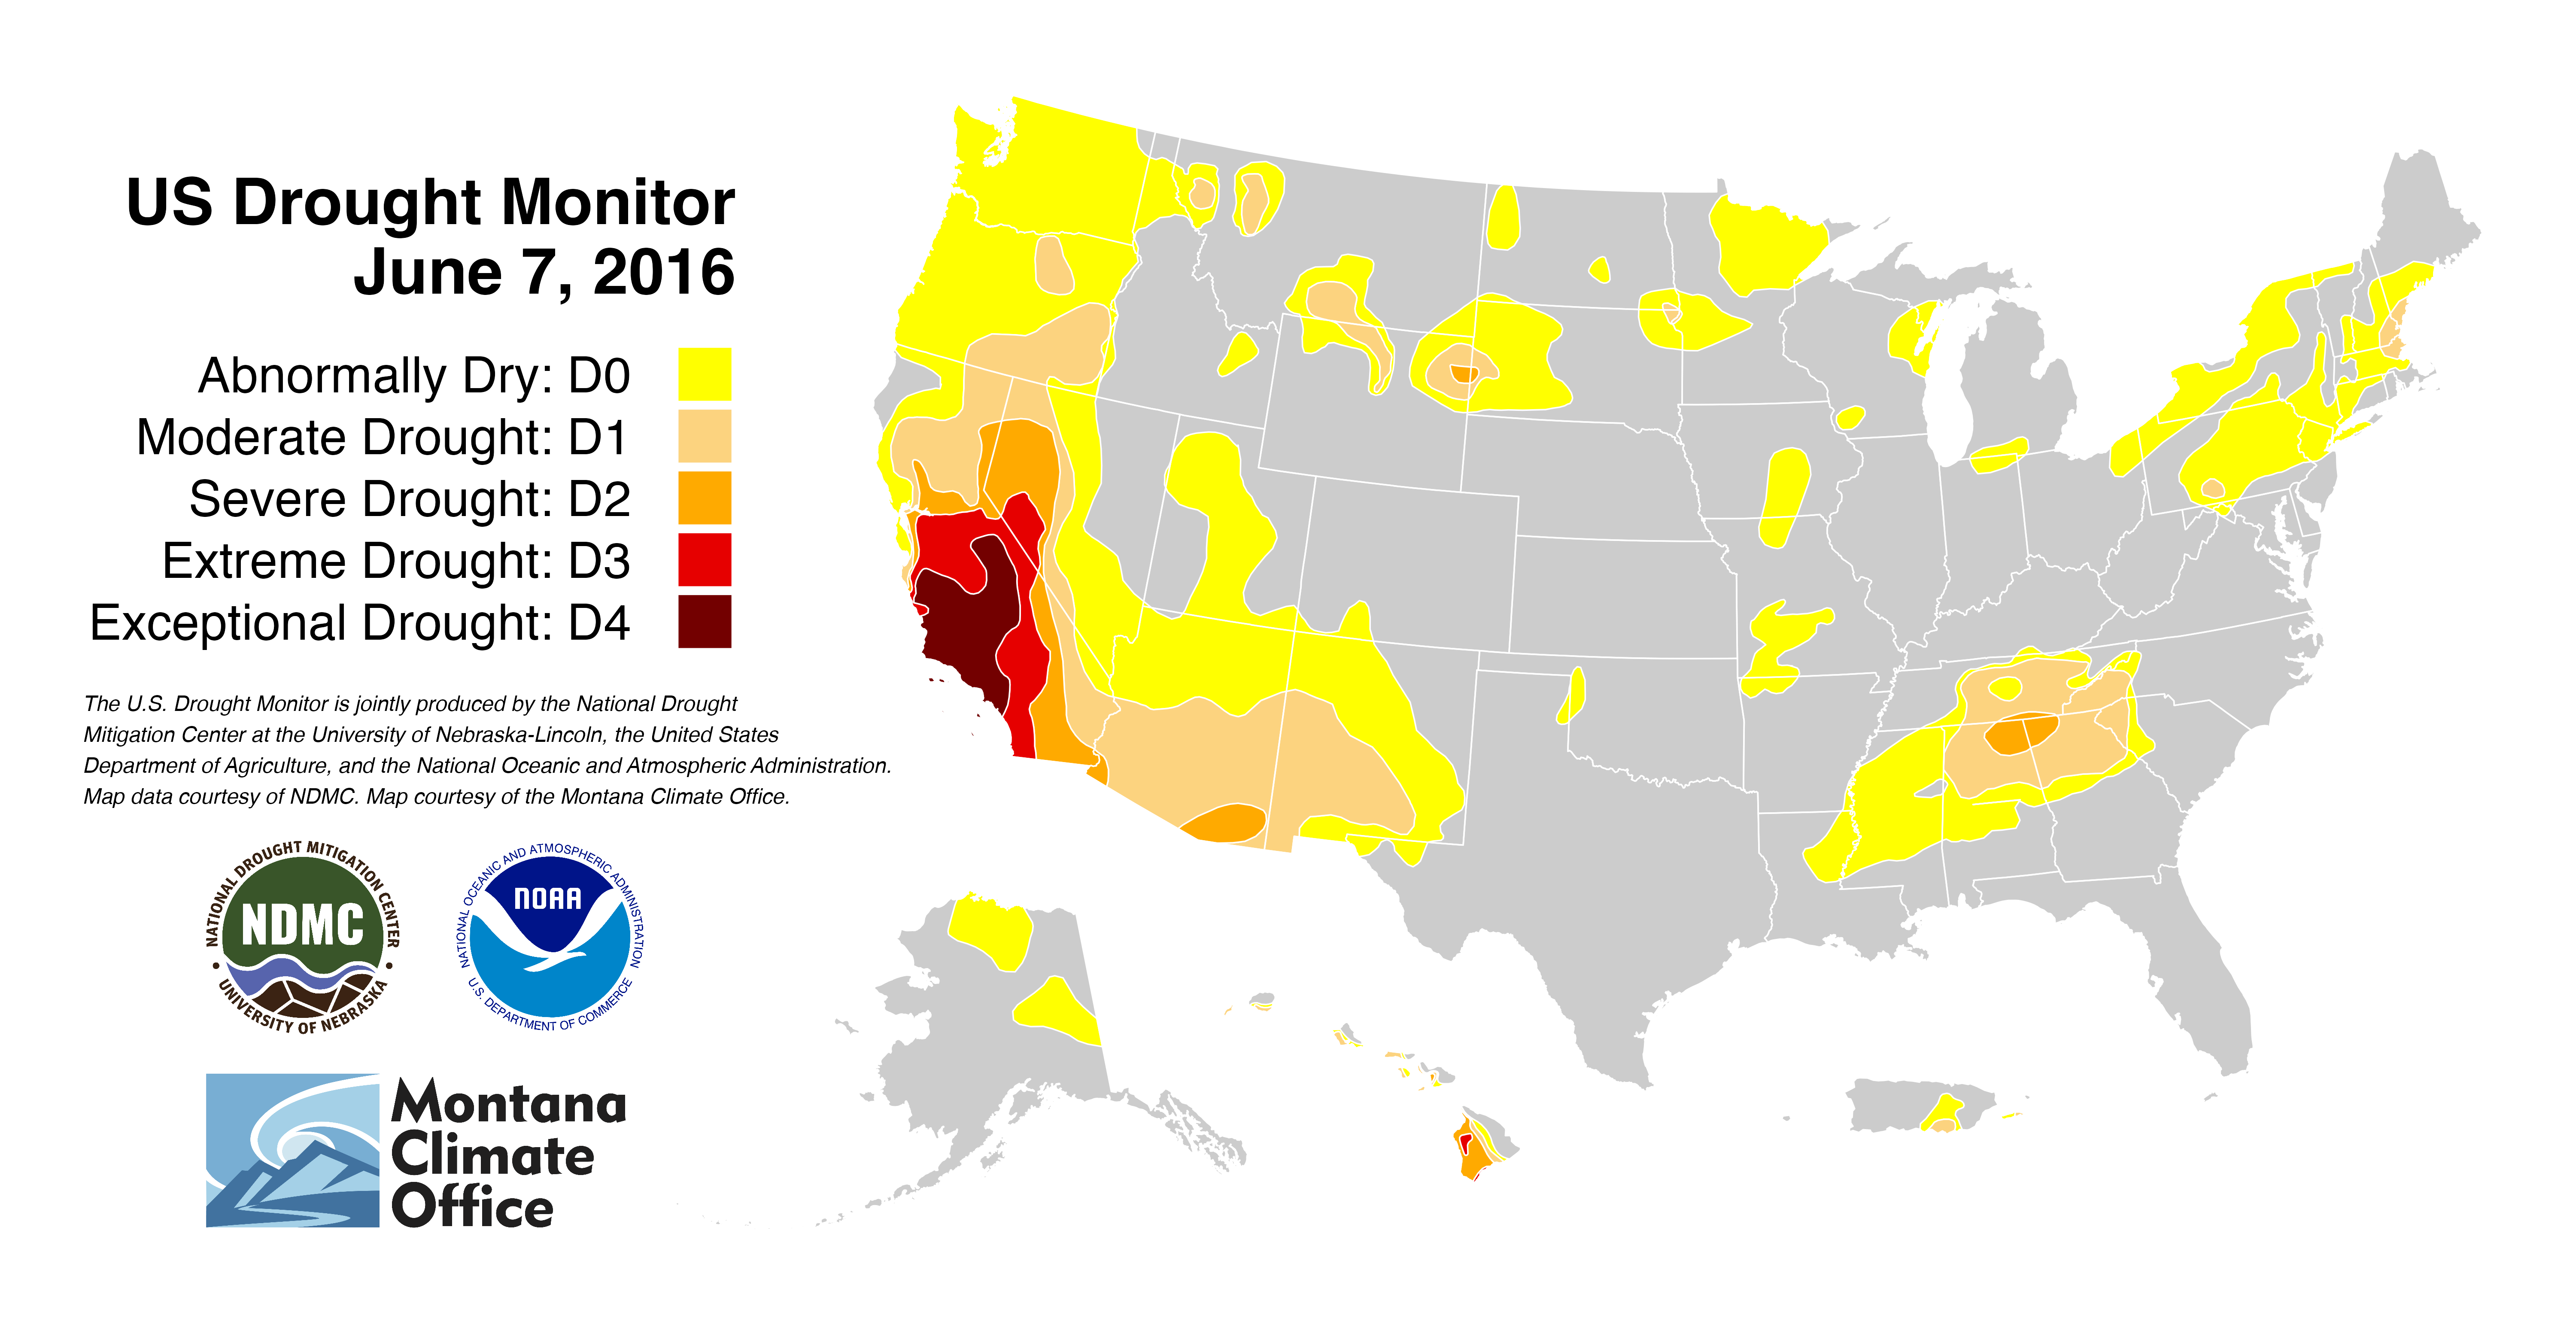 US Drought Monitor
June 7, 2016
Abnormally Dry: D0
Moderate Drought: D1
Severe Drought: D2
Extreme Drought: D3
Exceptional Drought: D4
The U.S. Drought Monitor is jointly produced by the National Drought
Mitigation Center at the University of Nebraska-Lincoln, the United States
Department of Agriculture, and the National Oceanic and Atmospheric Administration.
Map data courtesy of NDMC. Map courtesy of the Montana Climate Office.
NATIONAL DROUGHT MITIGATION CENTER
NDMC
• UNIVERSITY OF NEBRASKA •
NATIONAL OCEANIC AND ATMOSPHERIC ADMINISTRATION
NOAA
U.S. DEPARTMENT OF COMMERCE
Montana
Climate
Office